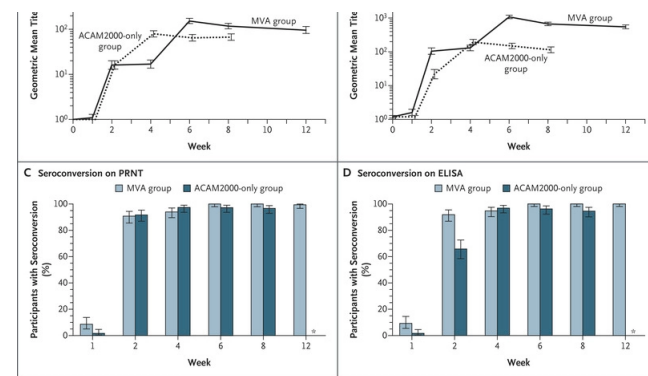 Geometric Mean Tite
10²
10¹
10⁰
MVA group
ACAM2000-only
group
0 2 4 6 8 10 12
Week
Geometric Mean Tite
10³
10²
10¹
10⁰
MVA group
ACAM2000-only
group
0 2 4 6 8 10 12
Week
C Seroconversion on PRNT
MVA group ACAM2000-only group
Participants with Seroconversion
(%)
100
80
60
40
20
0
1 2 4 6 8 12
*
Week
D Seroconversion on ELISA
MVA group ACAM2000-only group
Participants with Seroconversion
(%)
100
80
60
40
20
0
1 2 4 6 8 12
*
Week